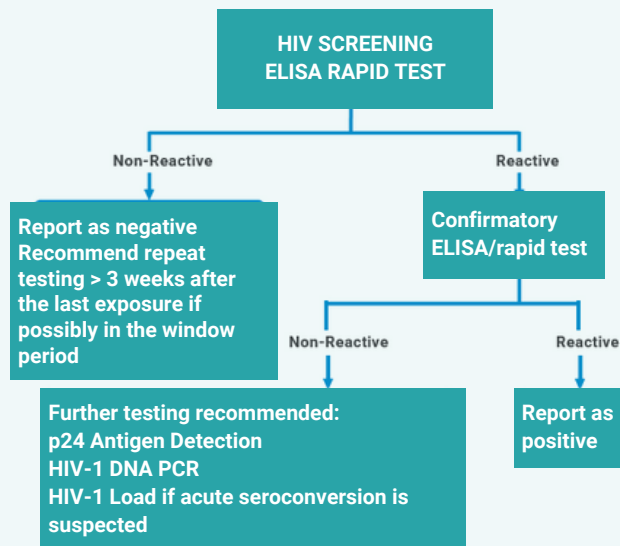 HIV SCREENING
ELISA RAPID TEST
Non-Reactive
Reactive
Report as negative
Recommend repeat
testing > 3 weeks after
the last exposure if
possibly in the window
period
Confirmatory
ELISA/rapid test
Non-Reactive
Reactive
Further testing recommended:
p24 Antigen Detection
HIV-1 DNA PCR
HIV-1 Load if acute seroconversion is
suspected
Report as
positive